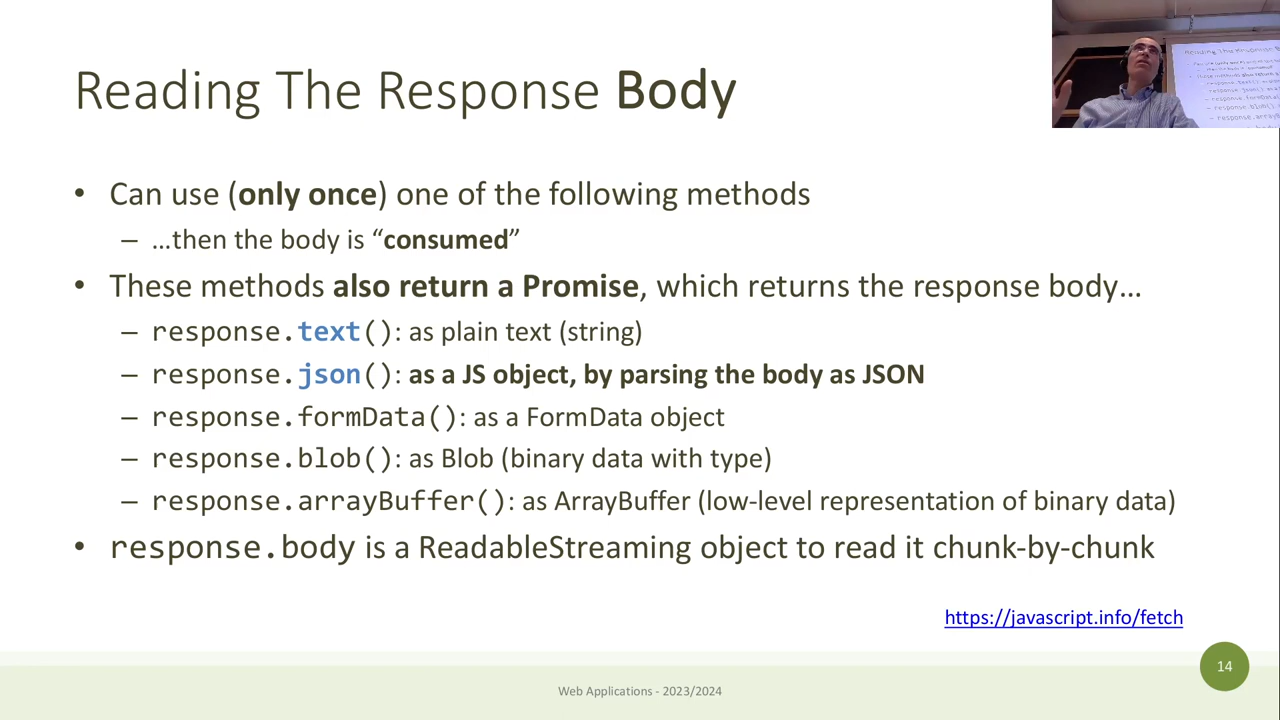 Reading The Response Body
• Can use (only once) one of the following methods
– …then the body is “consumed”
• These methods also return a Promise, which returns the response body…
– response.text(): as plain text (string)
– response.json(): as a JS object, by parsing the body as JSON
– response.formData(): as a FormData object
– response.blob(): as Blob (binary data with type)
– response.arrayBuffer(): as ArrayBuffer (low-level representation of binary data)
• response.body is a ReadableStreaming object to read it chunk-by-chunk
https://javascript.info/fetch
14
Web Applications - 2023/2024